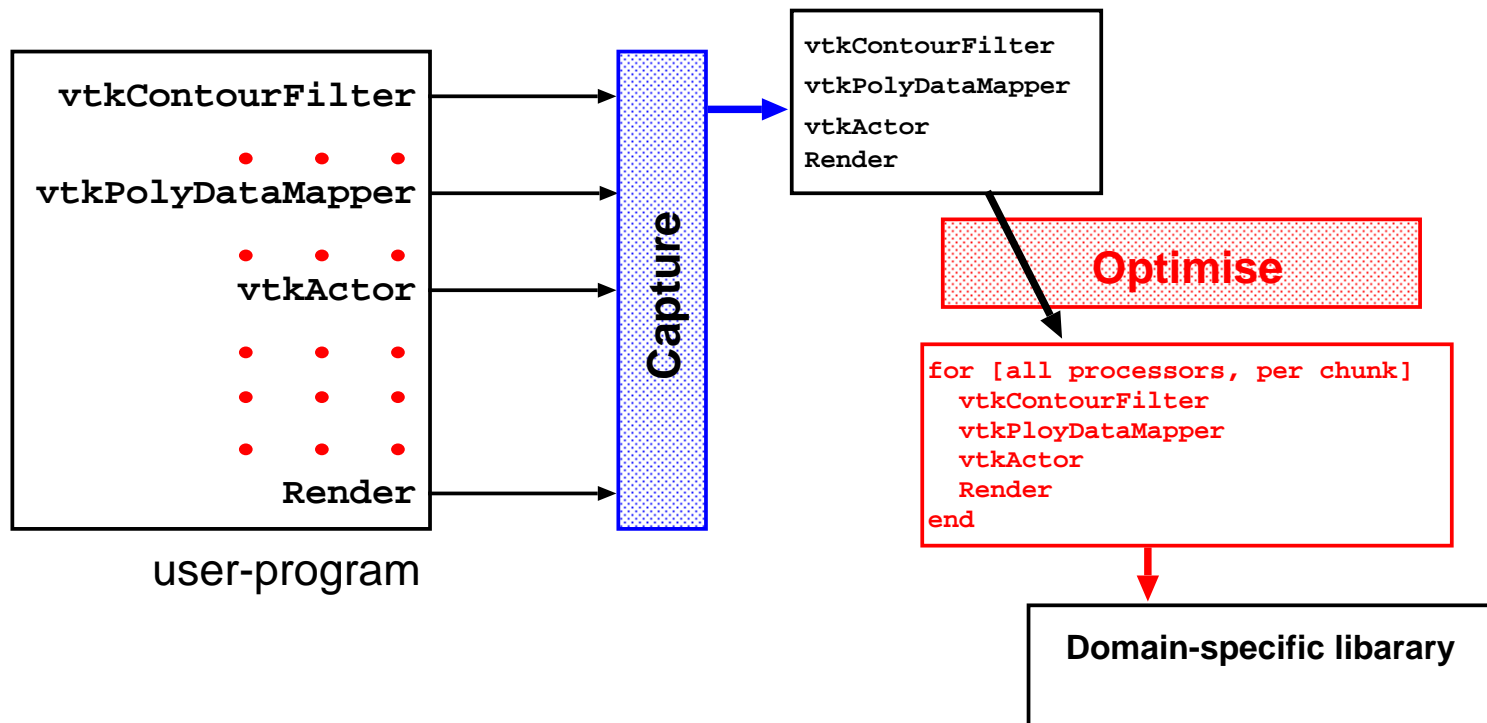 vtkContourFilter
vtkPolyDataMapper
vtkActor
Render
user-program
Capture
vtkContourFilter
vtkPolyDataMapper
vtkActor
Render
Optimise
for [all processors, per chunk]
vtkContourFilter
vtkPloyDataMapper
vtkActor
Render
end
Domain-specific libarary